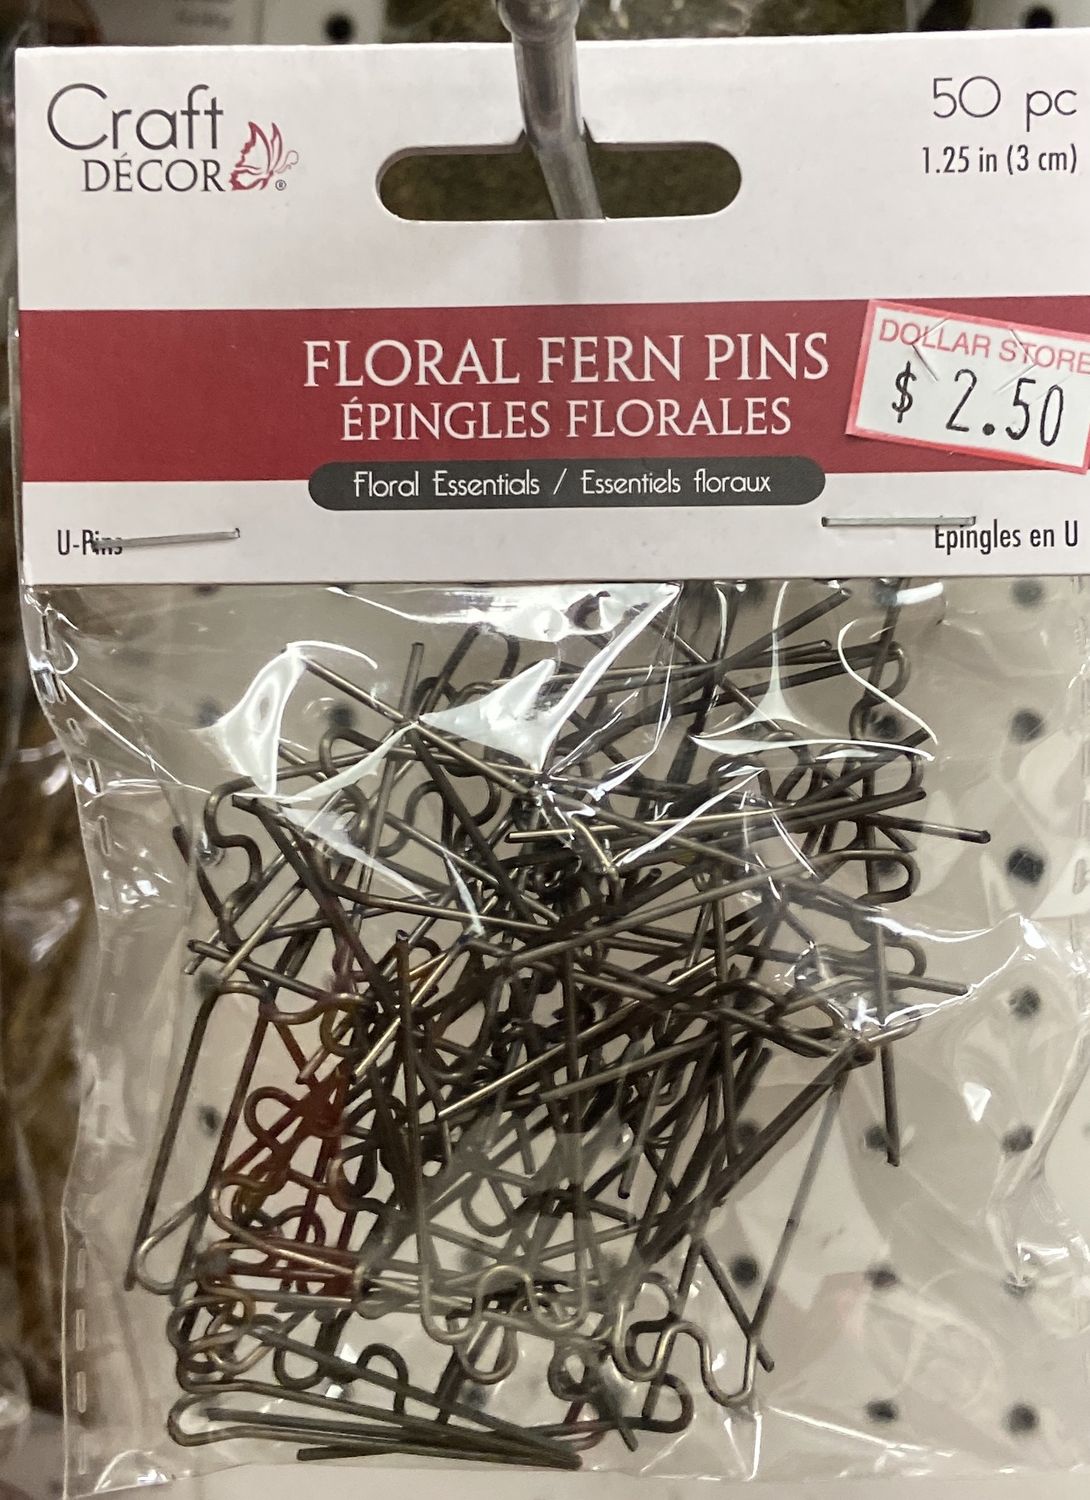 Craft
DÉCOR®
50 pc
1.25 in (3 cm)
FLORAL FERN PINS
ÉPINGLES FLORALES
DOLLAR STORE
$ 2.50
Floral Essentials / Essentiels floraux
U-Pins
Épingles en U